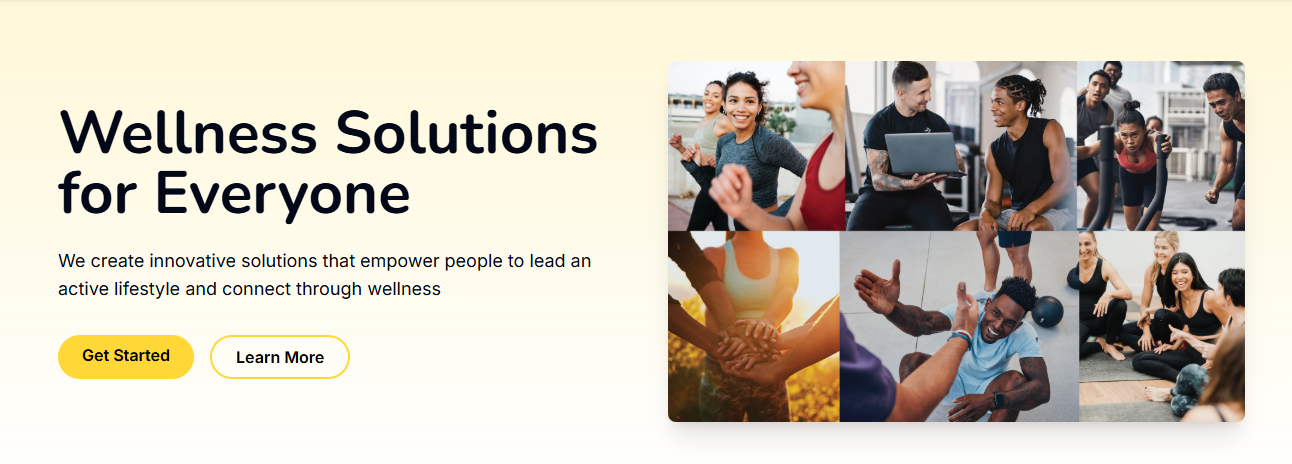 Wellness Solutions
for Everyone
We create innovative solutions that empower people to lead an
active lifestyle and connect through wellness
Get Started
Learn More